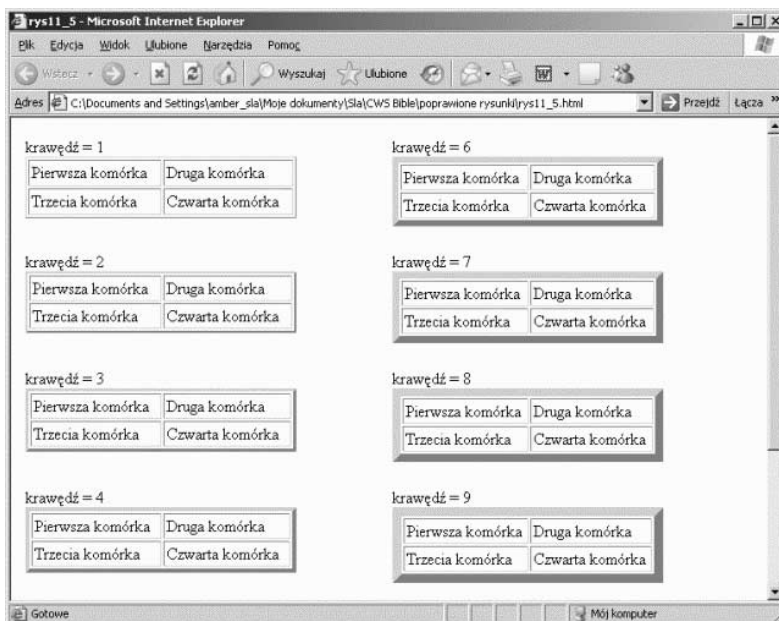 rys11_5 - Microsoft Internet Explorer
Plik Edycja Widok Ulubione Narzędzia Pomoc
Wstecz Wyszukaj Ulubione
Adres C:\Documents and Settings\amber_sla\Moje dokumenty\Sla\CWS Bible\poprawione rysunki\rys11_5.html Przejdź Łącza »
krawędź = 1
Pierwsza komórka Druga komórka
Trzecia komórka Czwarta komórka
krawędź = 2
Pierwsza komórka Druga komórka
Trzecia komórka Czwarta komórka
krawędź = 3
Pierwsza komórka Druga komórka
Trzecia komórka Czwarta komórka
krawędź = 4
Pierwsza komórka Druga komórka
Trzecia komórka Czwarta komórka
krawędź = 6
Pierwsza komórka Druga komórka
Trzecia komórka Czwarta komórka
krawędź = 7
Pierwsza komórka Druga komórka
Trzecia komórka Czwarta komórka
krawędź = 8
Pierwsza komórka Druga komórka
Trzecia komórka Czwarta komórka
krawędź = 9
Pierwsza komórka Druga komórka
Trzecia komórka Czwarta komórka
Gotowe Mój komputer